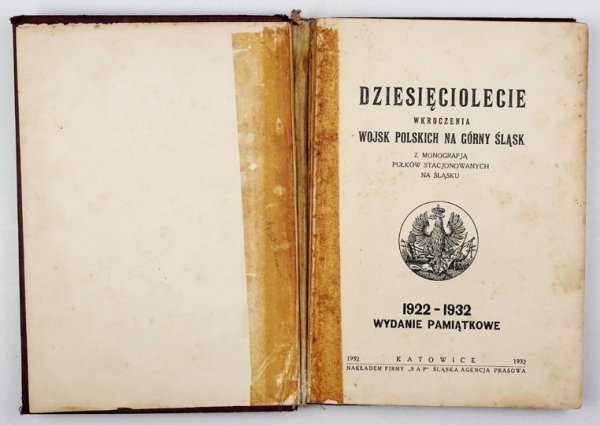 DZIESIĘCIOLECIE
WKROCZENIA
WOJSK POLSKICH NA GÓRNY ŚLĄSK
Z MONOGRAFJĄ
PUŁKÓW STACJONOWANYCH
NA ŚLĄSKU
1922 - 1932
WYDANIE PAMIĄTKOWE
1932 KATOWICE 1932
NAKŁADEM FIRMY „SAP" ŚLĄSKA AGENCJA PRASOWA